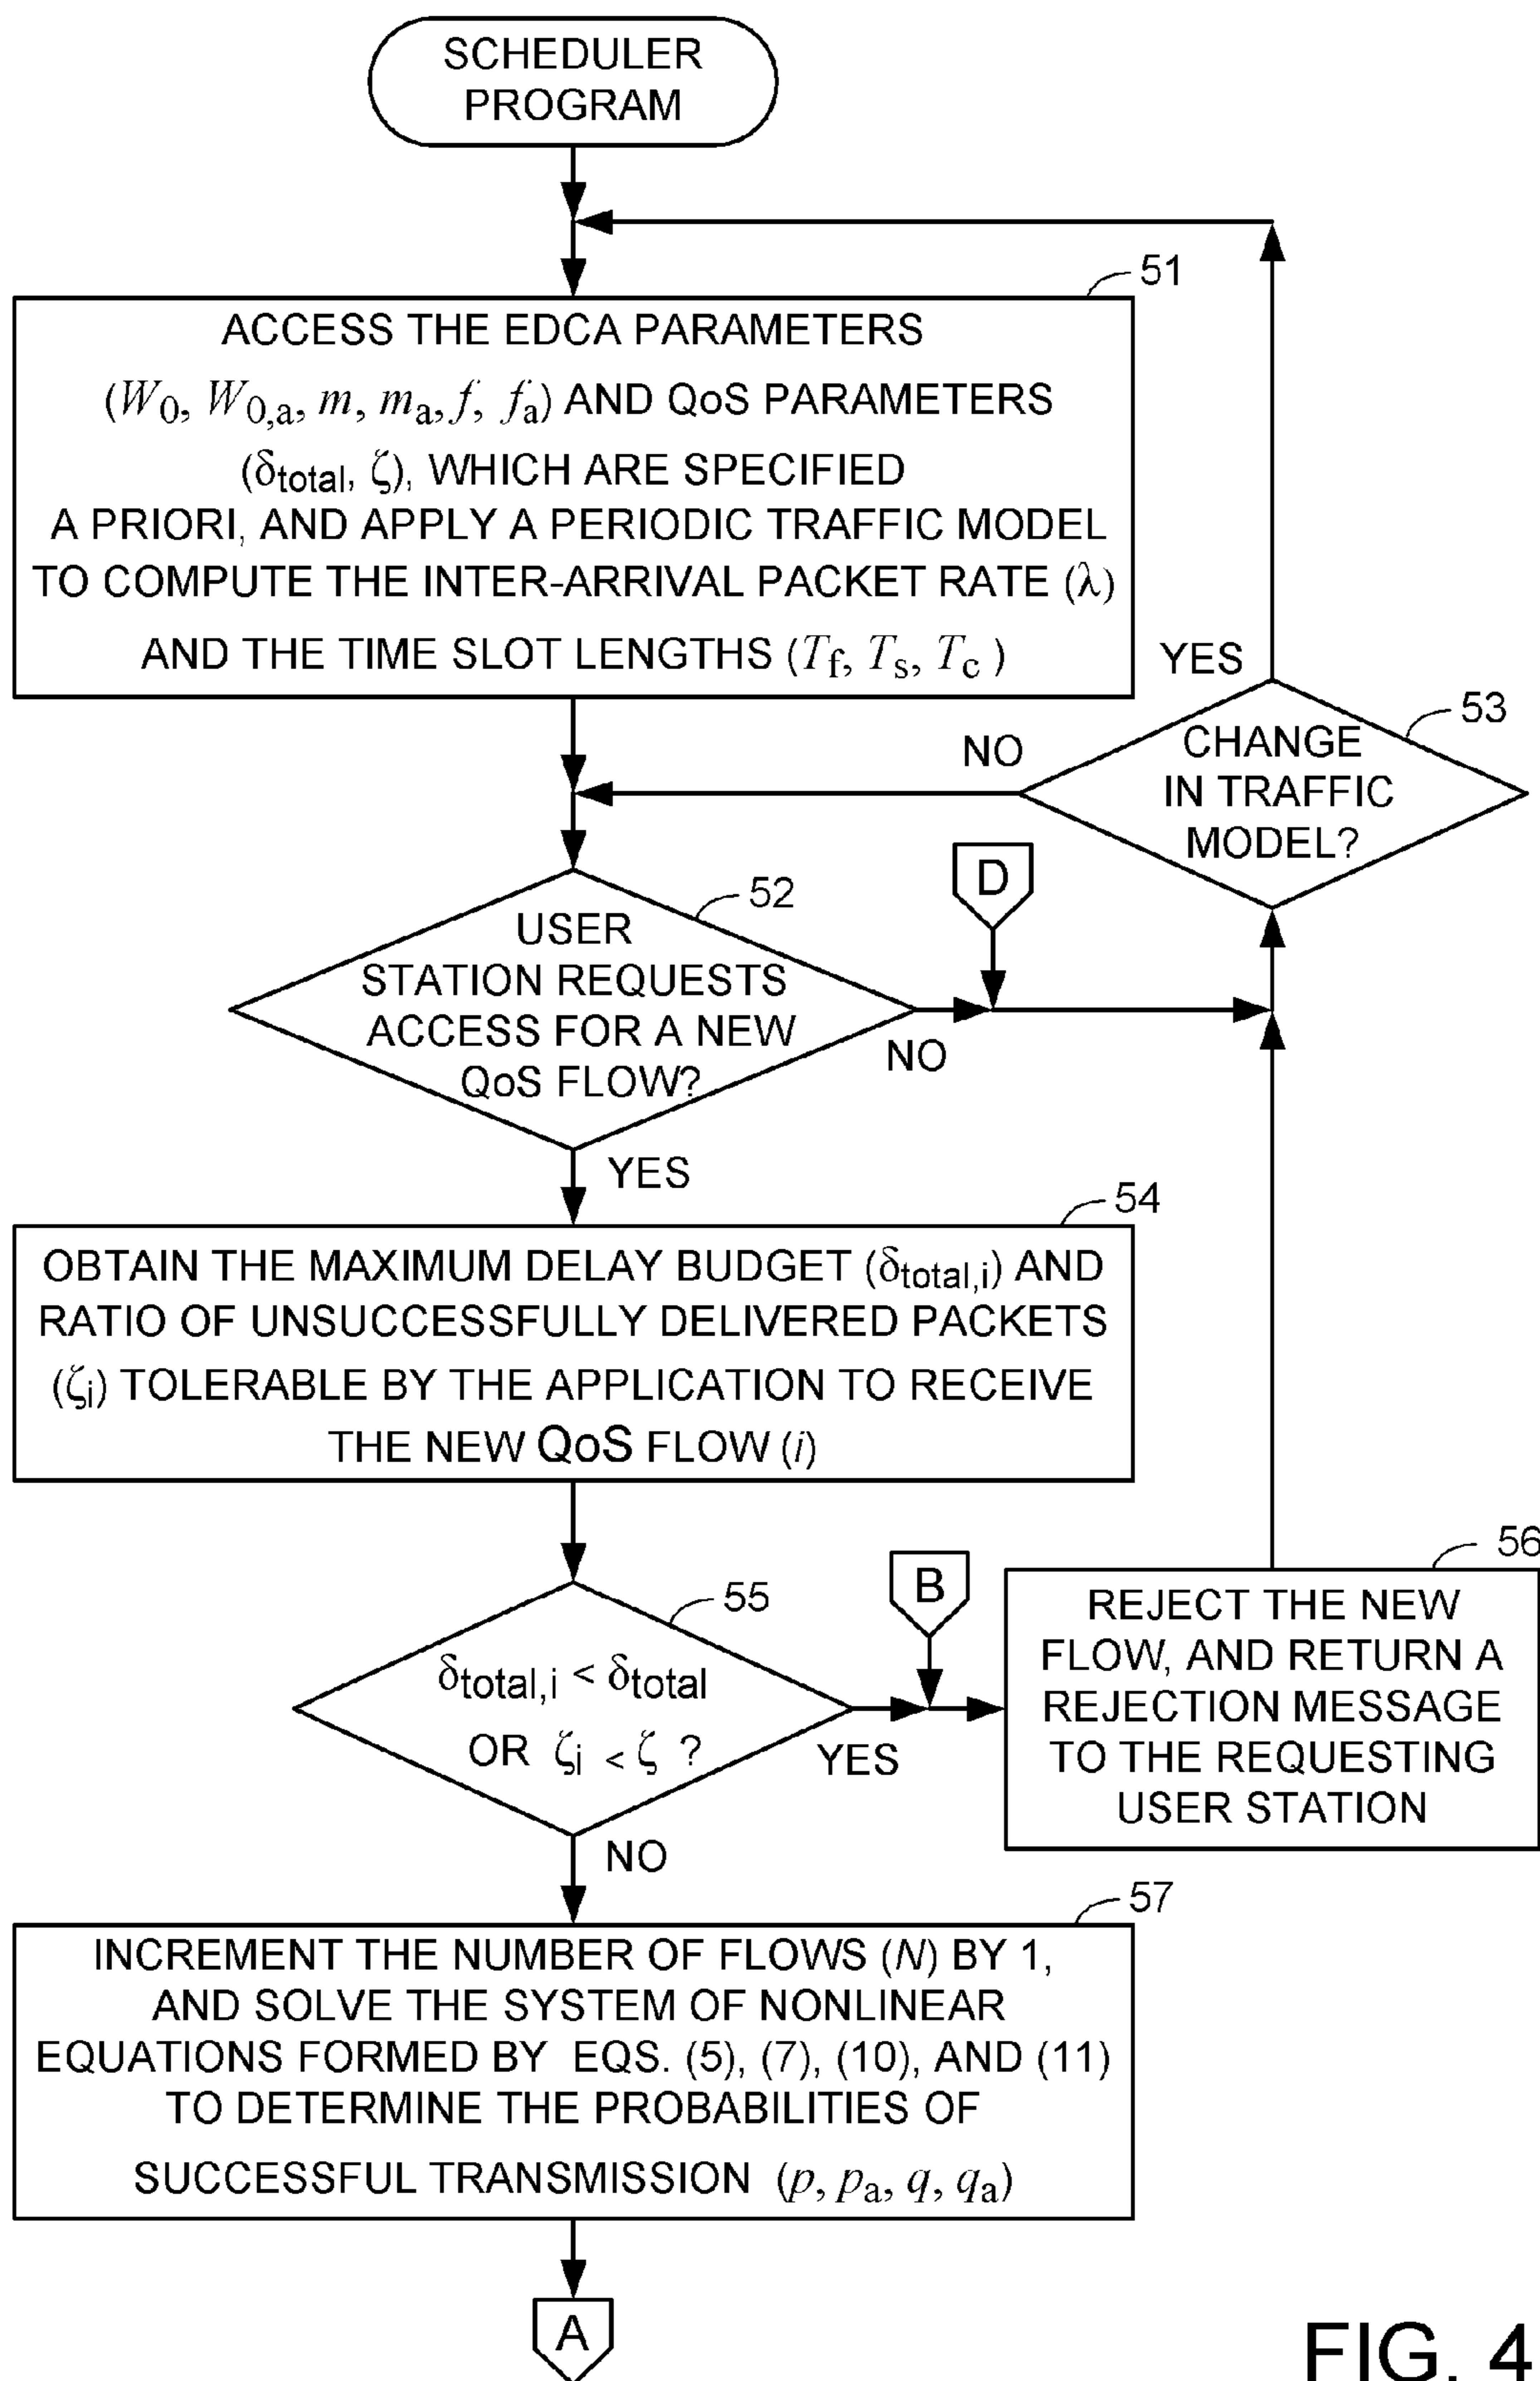 SCHEDULER
PROGRAM
51
ACCESS THE EDCA PARAMETERS
(W0, W0,a, m, ma, f, fa) AND QoS PARAMETERS
(δtotal, ζ), WHICH ARE SPECIFIED
A PRIORI, AND APPLY A PERIODIC TRAFFIC MODEL
TO COMPUTE THE INTER-ARRIVAL PACKET RATE (λ)
AND THE TIME SLOT LENGTHS (Tf, Ts, Tc )
YES
53
CHANGE
IN TRAFFIC
MODEL?
NO
D
52
USER
STATION REQUESTS
ACCESS FOR A NEW
QoS FLOW?
NO
YES
54
OBTAIN THE MAXIMUM DELAY BUDGET (δtotal,i) AND
RATIO OF UNSUCCESSFULLY DELIVERED PACKETS
(ζi) TOLERABLE BY THE APPLICATION TO RECEIVE
THE NEW QoS FLOW (i)
55
δtotal,i < δtotal
OR ζi < ζ ?
YES
B
56
REJECT THE NEW
FLOW, AND RETURN A
REJECTION MESSAGE
TO THE REQUESTING
USER STATION
NO
57
INCREMENT THE NUMBER OF FLOWS (N) BY 1,
AND SOLVE THE SYSTEM OF NONLINEAR
EQUATIONS FORMED BY EQS. (5), (7), (10), AND (11)
TO DETERMINE THE PROBABILITIES OF
SUCCESSFUL TRANSMISSION (p, pa, q, qa)
A
FIG. 4